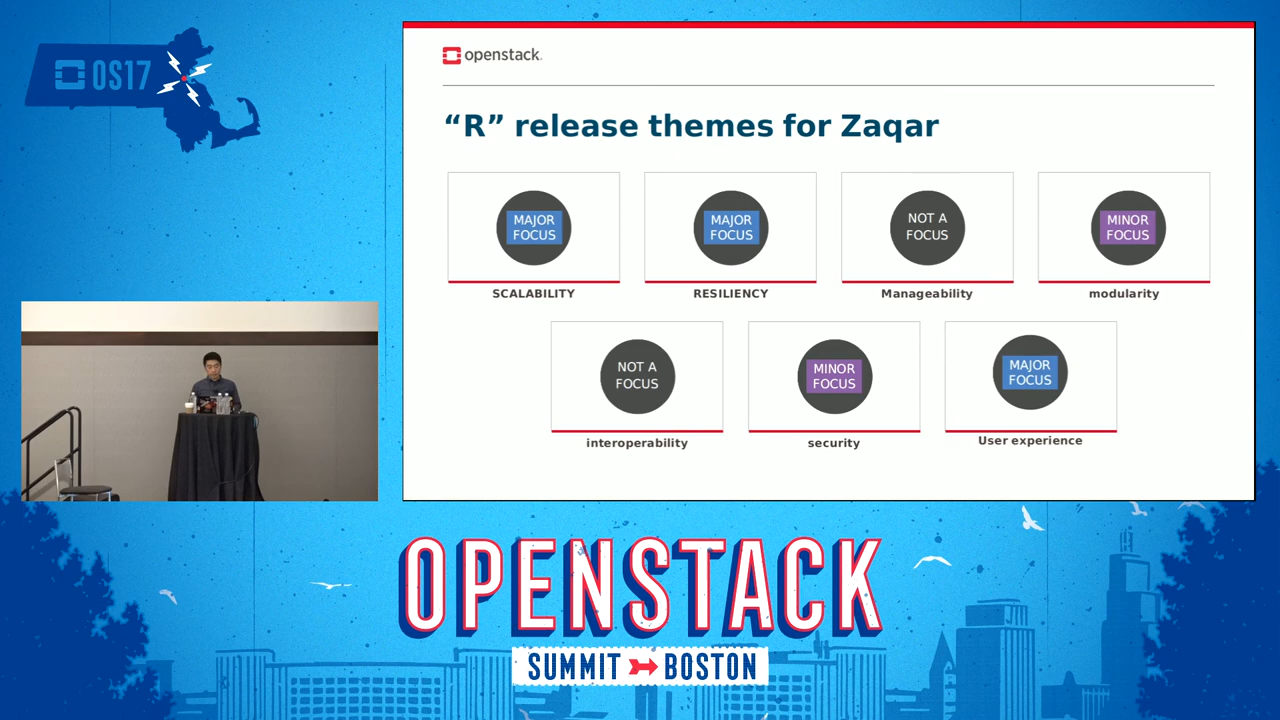 OS17
openstack.
“R” release themes for Zaqar
MAJOR
FOCUS
SCALABILITY
MAJOR
FOCUS
RESILIENCY
NOT A
FOCUS
Manageability
MINOR
FOCUS
modularity
NOT A
FOCUS
interoperability
MINOR
FOCUS
security
MAJOR
FOCUS
User experience
OPENSTACK
SUMMIT BOSTON